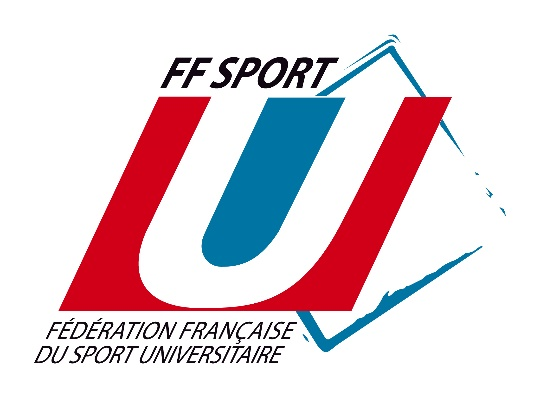 FF SPORT
U
FÉDÉRATION FRANÇAISE
DU SPORT UNIVERSITAIRE